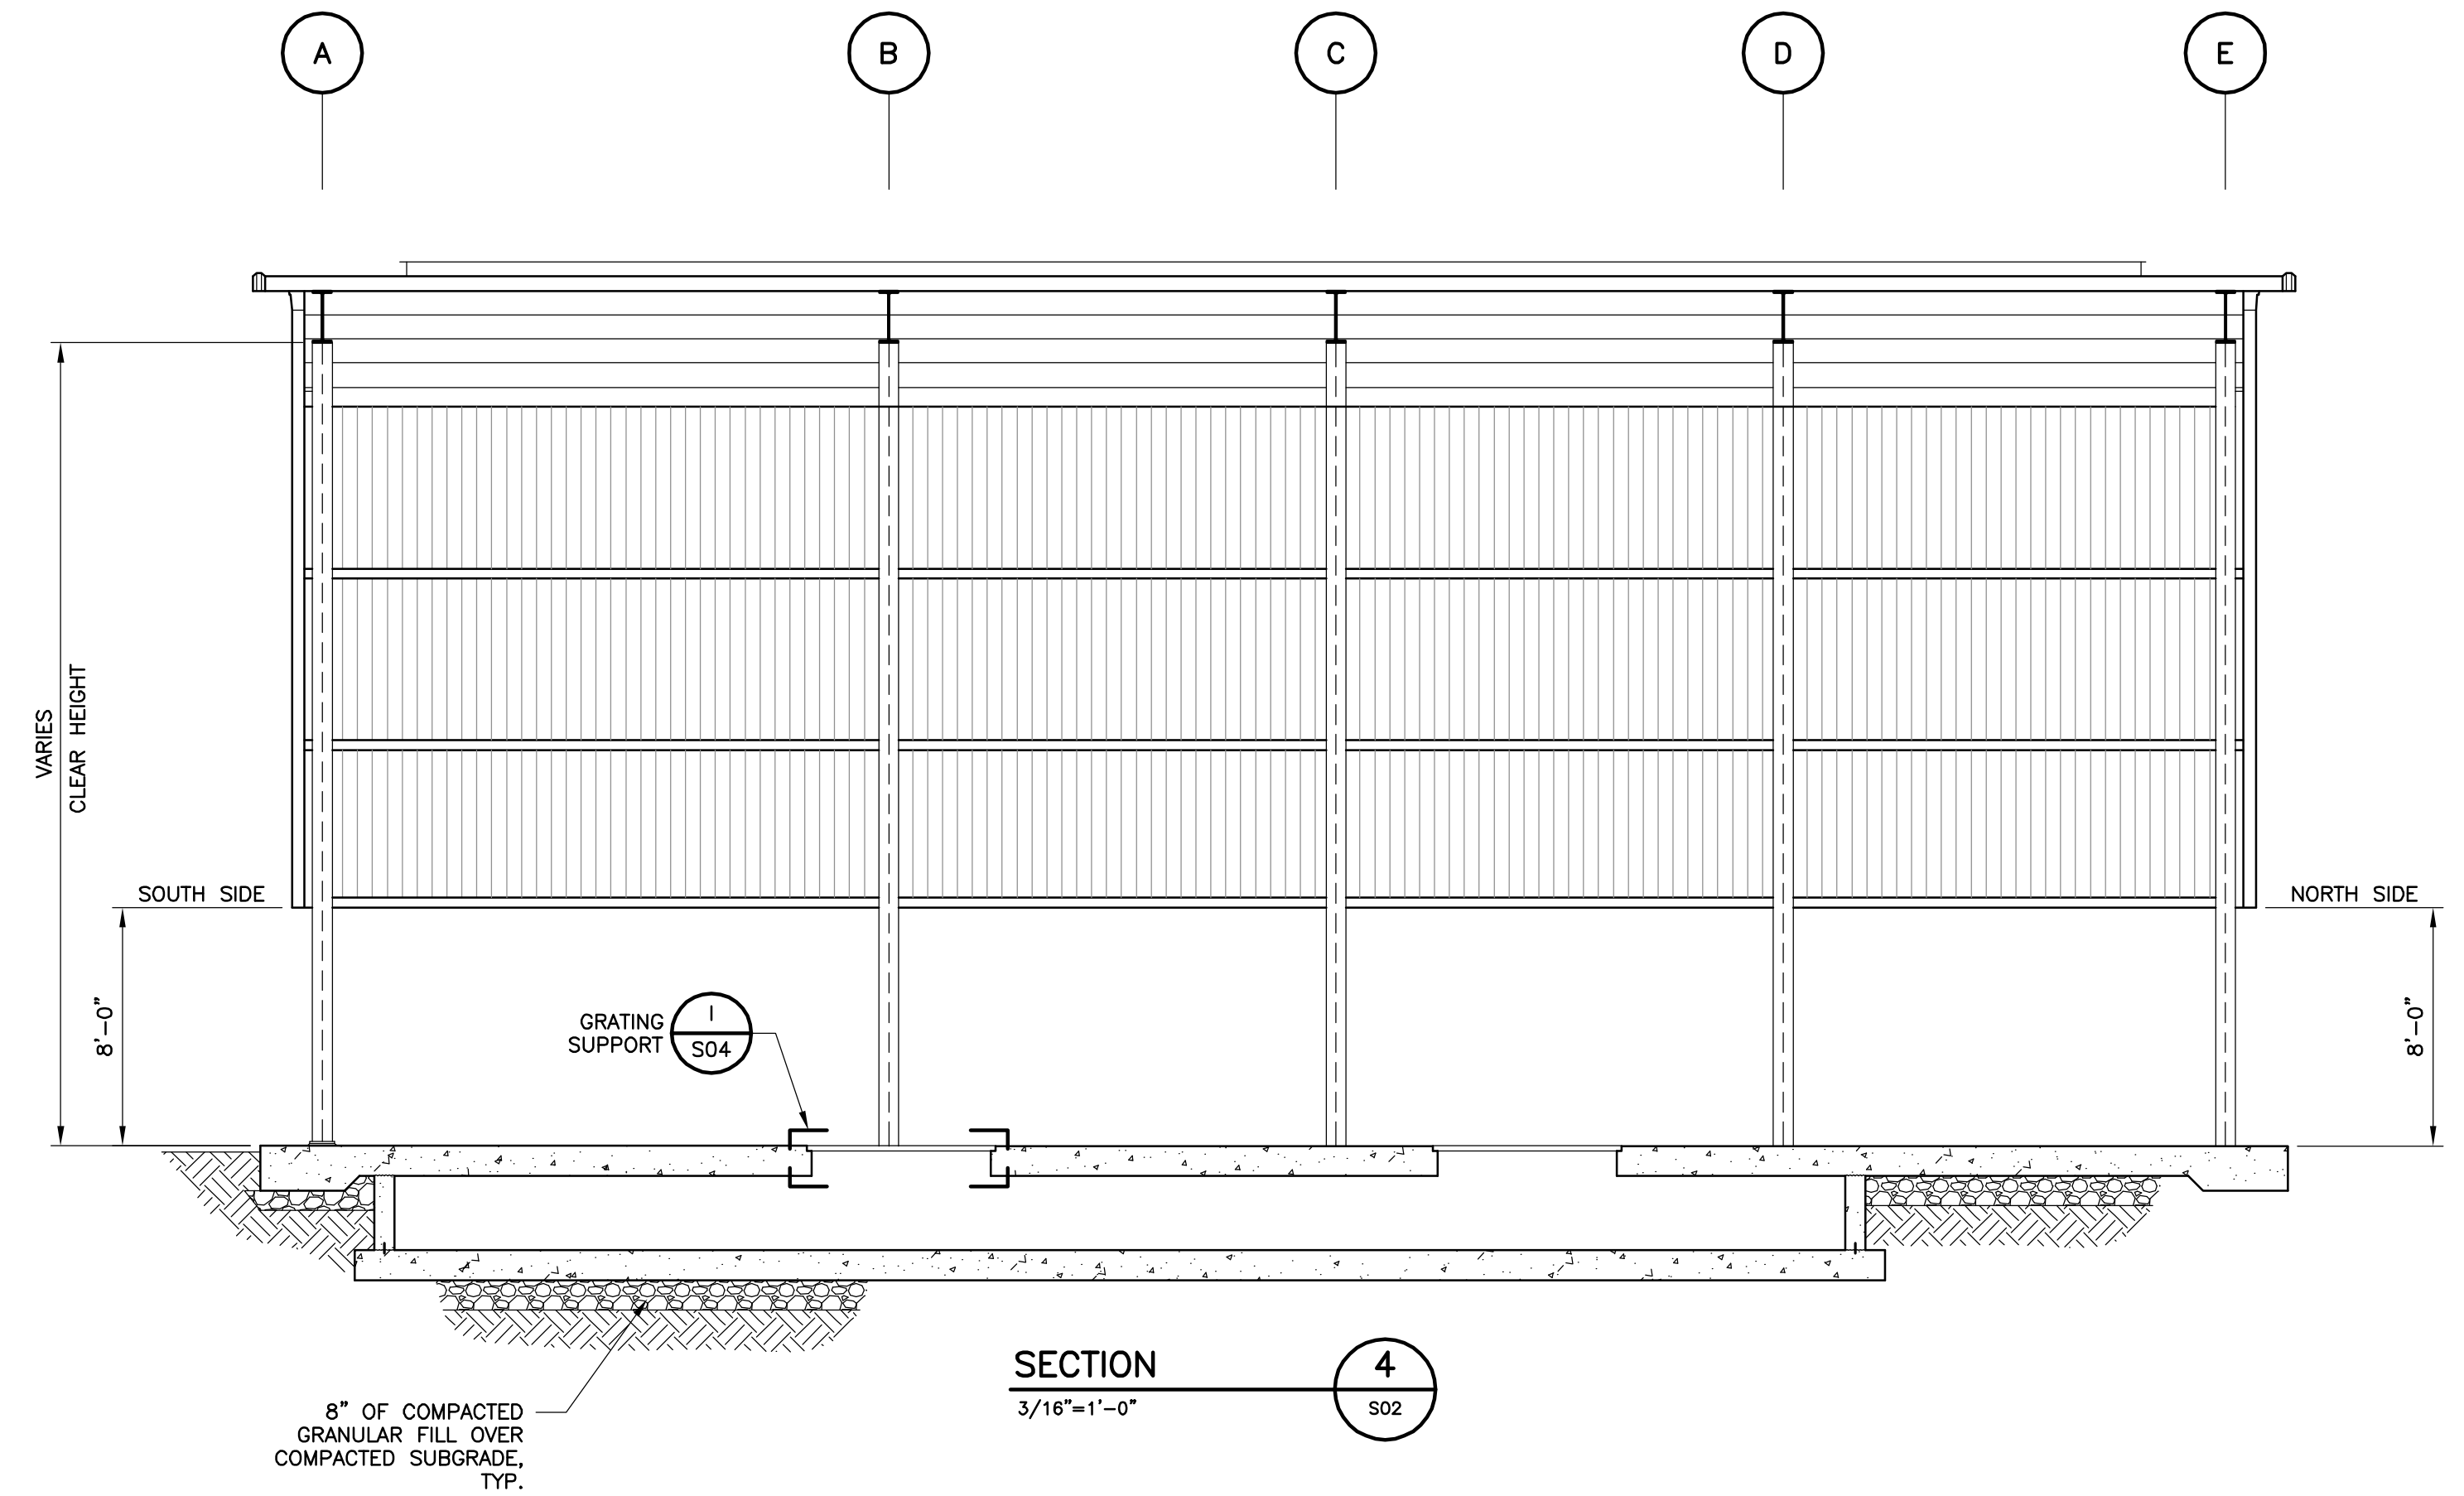 A
B
C
D
E
VARIES
CLEAR HEIGHT
SOUTH SIDE
NORTH SIDE
8'-0"
8'-0"
GRATING
SUPPORT
1
S04
8" OF COMPACTED
GRANULAR FILL OVER
COMPACTED SUBGRADE,
TYP.
SECTION
3/16"=1'-0"
4
S02